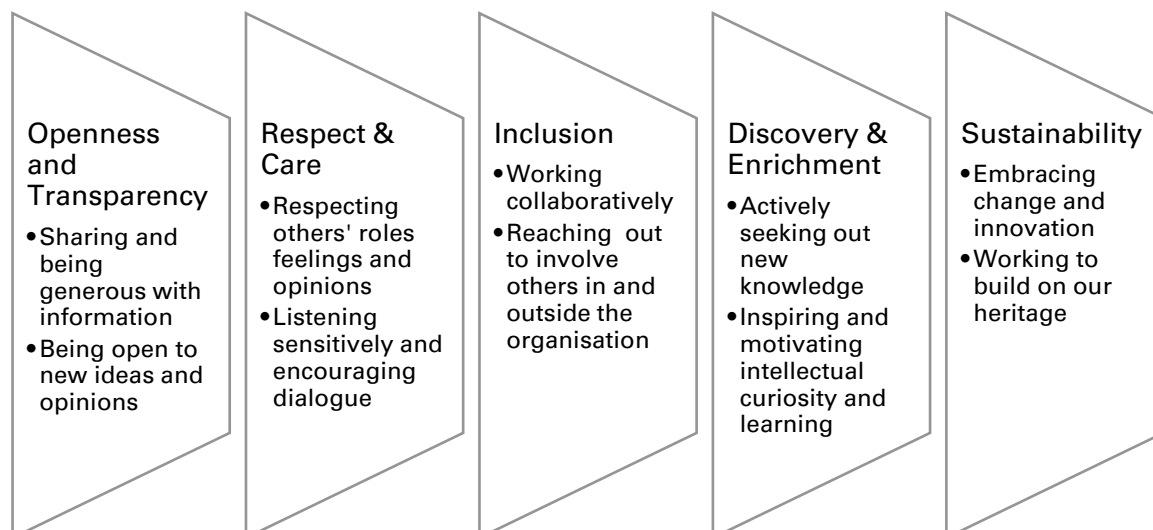 Openness
and
Transparency
•Sharing and
being
generous with
information
•Being open to
new ideas and
opinions
Respect &
Care
•Respecting
others' roles
feelings and
opinions
•Listening
sensitively and
encouraging
dialogue
Inclusion
•Working
collaboratively
•Reaching  out
to involve
others in and
outside the
organisation
Discovery &
Enrichment
•Actively
seeking out
new
knowledge
•Inspiring and
motivating
intellectual
curiosity and
learning
Sustainability
•Embracing
change and
innovation
•Working to
build on our
heritage